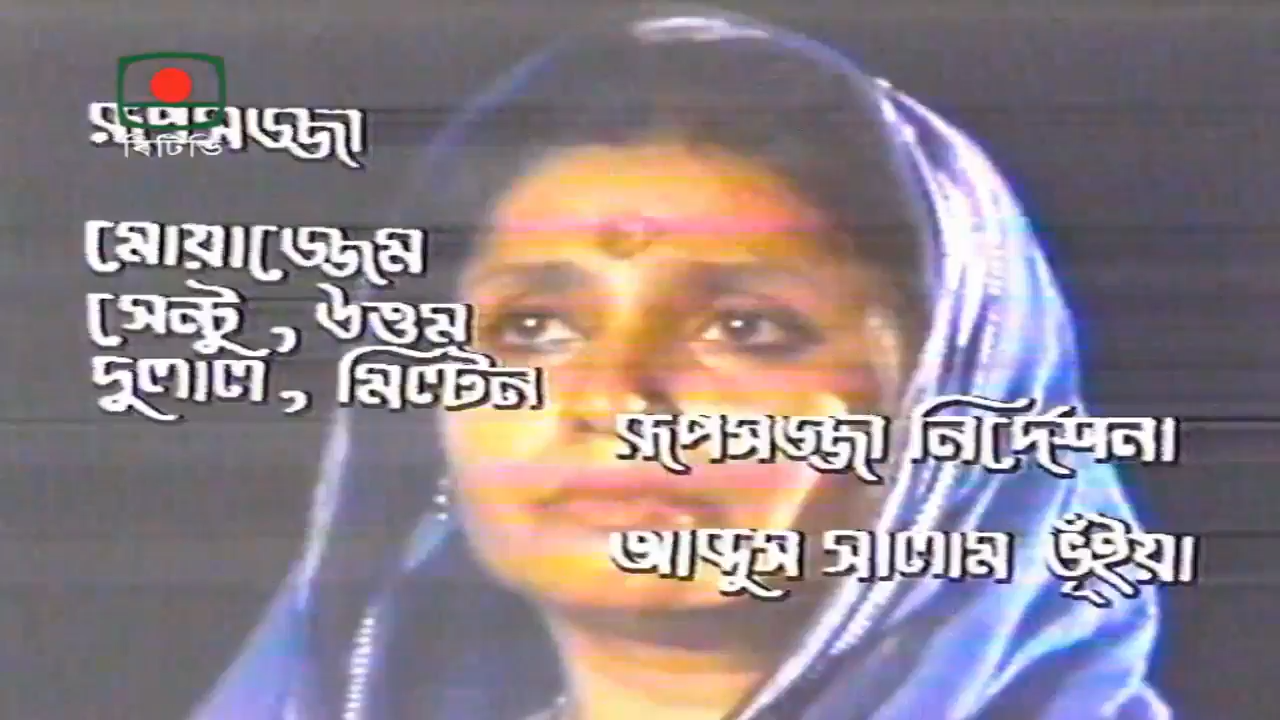 রূপসজ্জা
বিটিভি
মোয়াজ্জেম
সেন্টু , উত্তম
দুলাল , মিল্টন
রূপসজ্জা নির্দেশনা
আব্দুস সালাম ভূঁইয়া